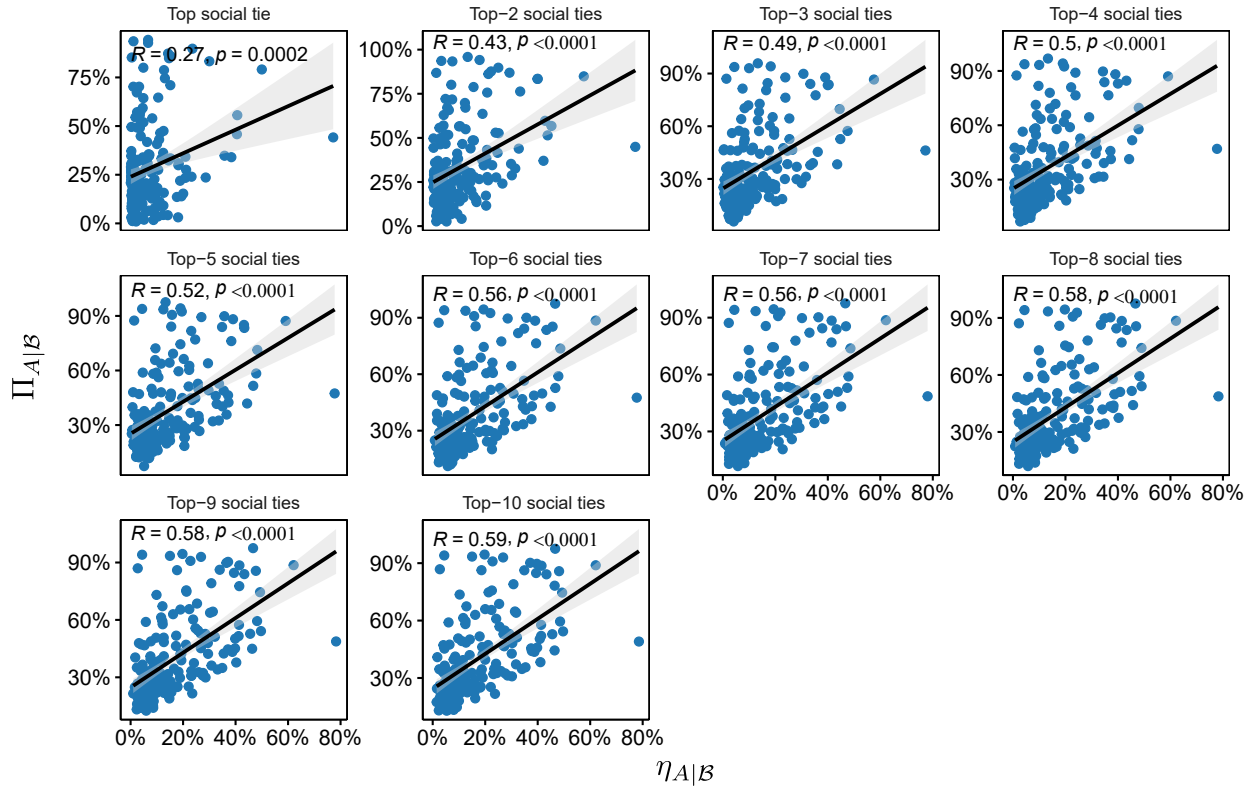 Top social tie
Top−2 social ties
Top−3 social ties
Top−4 social ties
R = 0.27, p = 0.0002
R = 0.43, p <0.0001
R = 0.49, p <0.0001
R = 0.5, p <0.0001
75%
50%
25%
0%
100%
75%
50%
25%
0%
90%
60%
30%
90%
60%
30%
Top−5 social ties
Top−6 social ties
Top−7 social ties
Top−8 social ties
R = 0.52, p <0.0001
R = 0.56, p <0.0001
R = 0.56, p <0.0001
R = 0.58, p <0.0001
90%
60%
30%
90%
60%
30%
90%
60%
30%
90%
60%
30%
0% 20% 40% 60% 80%
0% 20% 40% 60% 80%
Π_{A|ℬ}
Top−9 social ties
Top−10 social ties
R = 0.58, p <0.0001
R = 0.59, p <0.0001
90%
60%
30%
90%
60%
30%
0% 20% 40% 60% 80%
0% 20% 40% 60% 80%
η_{A|ℬ}